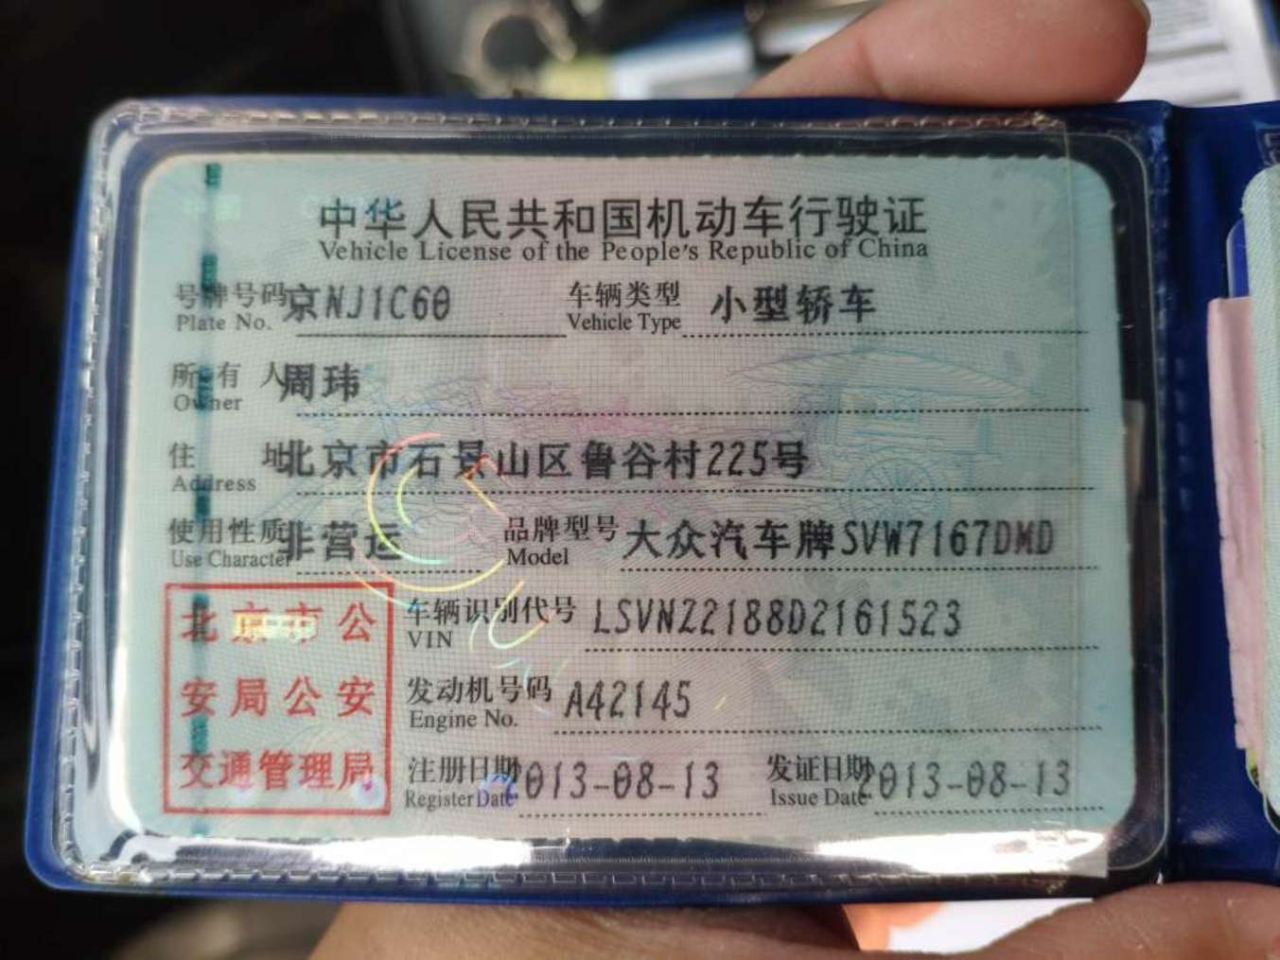 中华人民共和国机动车行驶证
Vehicle License of the People's Republic of China
号牌号码 京NJ1C60 车辆类型 小型轿车
Plate No. Vehicle Type
所有人 周玮
Owner
住址 北京市石景山区鲁谷村225号
Address
使用性质 非营运 品牌型号 大众汽车牌SVW7167DMD
Use Character Model
北京市公
安局公安
交通管理局
车辆识别代号 LSVNZ2188D2161523
VIN
发动机号码 A42145
Engine No.
注册日期 2013-08-13 发证日期 2013-08-13
Register Date Issue Date